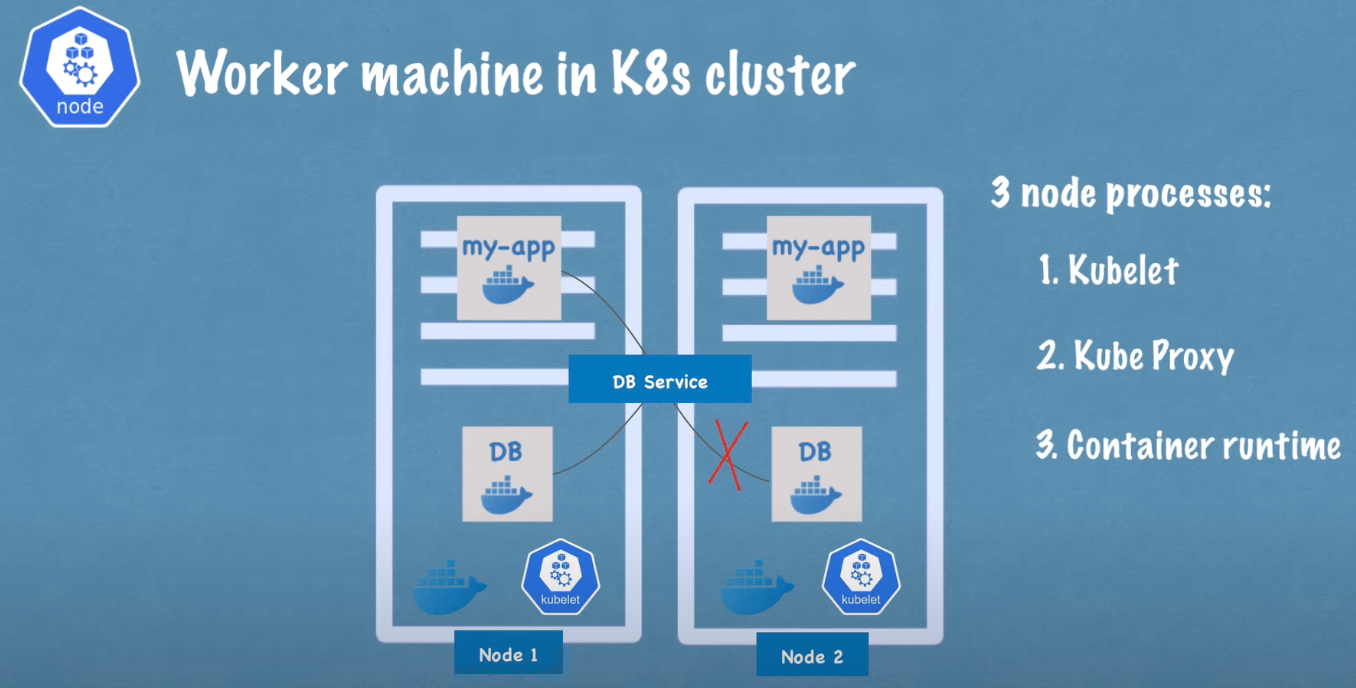 node
Worker machine in K8s cluster
3 node processes:
1. Kubelet
2. Kube Proxy
3. Container runtime
my-app
my-app
DB Service
DB
DB
kubelet
kubelet
Node 1
Node 2